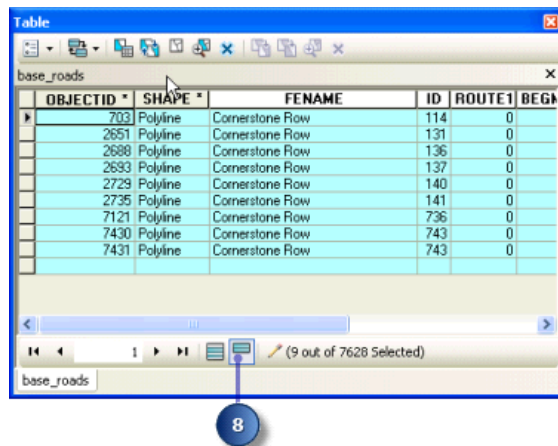 Table
base_roads
OBJECTID * SHAPE * FENAME ID ROUTE1
703 Polyline Cornerstone Row 114 0
2651 Polyline Cornerstone Row 131 0
2688 Polyline Cornerstone Row 136 0
2693 Polyline Cornerstone Row 137 0
2729 Polyline Cornerstone Row 140 0
2735 Polyline Cornerstone Row 141 0
7121 Polyline Cornerstone Row 736 0
7430 Polyline Cornerstone Row 743 0
7431 Polyline Cornerstone Row 743 0
1 (9 out of 7628 Selected)
base_roads
8